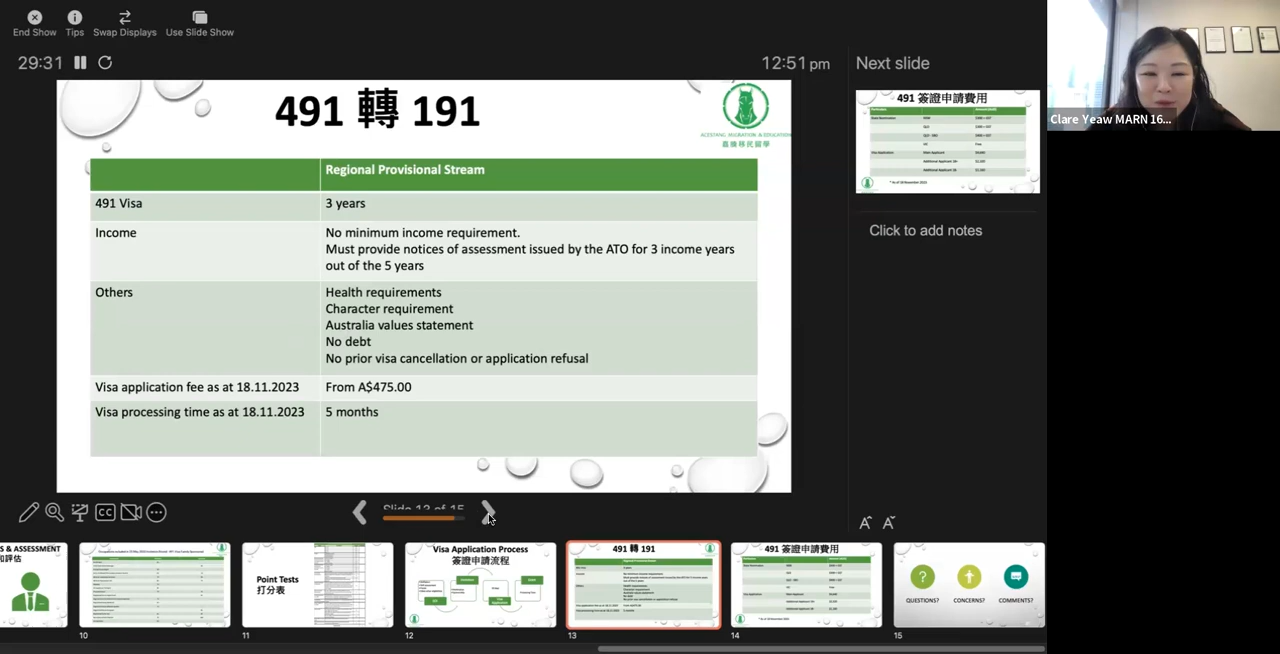 End Show
Tips
Swap Displays
Use Slide Show
29:31
12:51 pm
Next slide
491 轉 191
ACESTANG MIGRATION & EDUCATION
Regional Provisional Stream
491 Visa
3 years
Income
No minimum income requirement.
Must provide notices of assessment issued by the ATO for 3 income years
out of the 5 years
Others
Health requirements
Character requirement
Australia values statement
No debt
No prior visa cancellation or application refusal
Visa application fee as at 18.11.2023
From A$475.00
Visa processing time as at 18.11.2023
5 months
491 簽證申請費用
Click to add notes
Clare Yeaw MARN 16...
Slide 13 of 15
S & ASSESSMENT
和評估
10
Point Tests
打分表
11
Visa Application Process
簽證申請流程
12
491 轉 191
13
491 簽證申請費用
14
QUESTIONS?
CONCERNS?
COMMENTS?
15